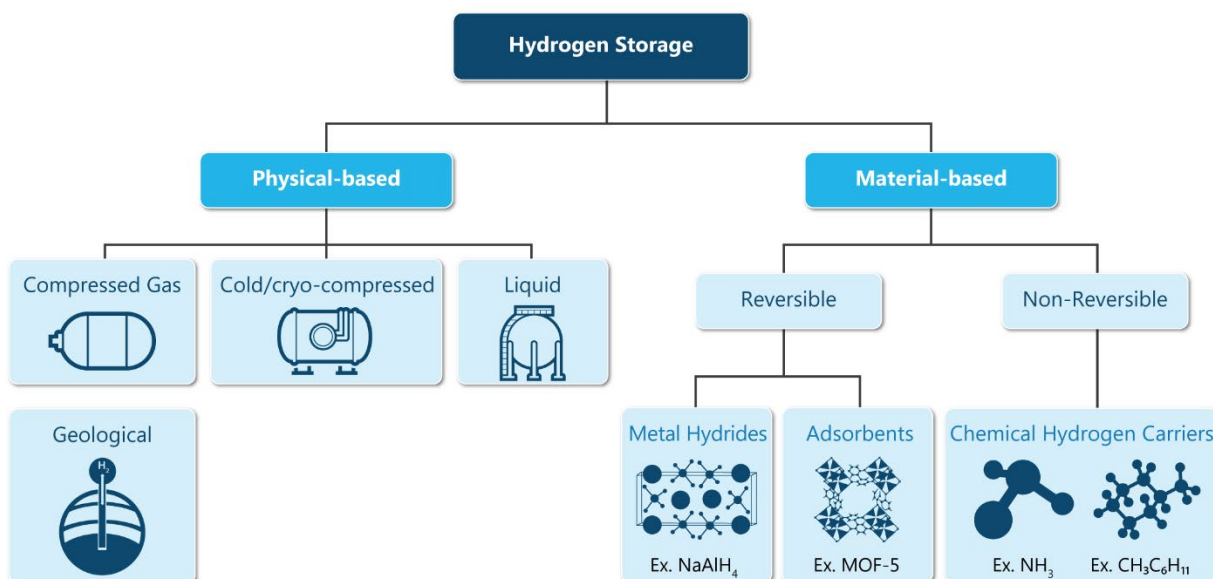 Hydrogen Storage
Physical-based
Material-based
Compressed Gas
Cold/cryo-compressed
Liquid
Reversible
Non-Reversible
Geological
H₂
Metal Hydrides
Adsorbents
Chemical Hydrogen Carriers
Ex. NaAlH₄
Ex. MOF-5
Ex. NH₃
Ex. CH₃C₆H₁₁